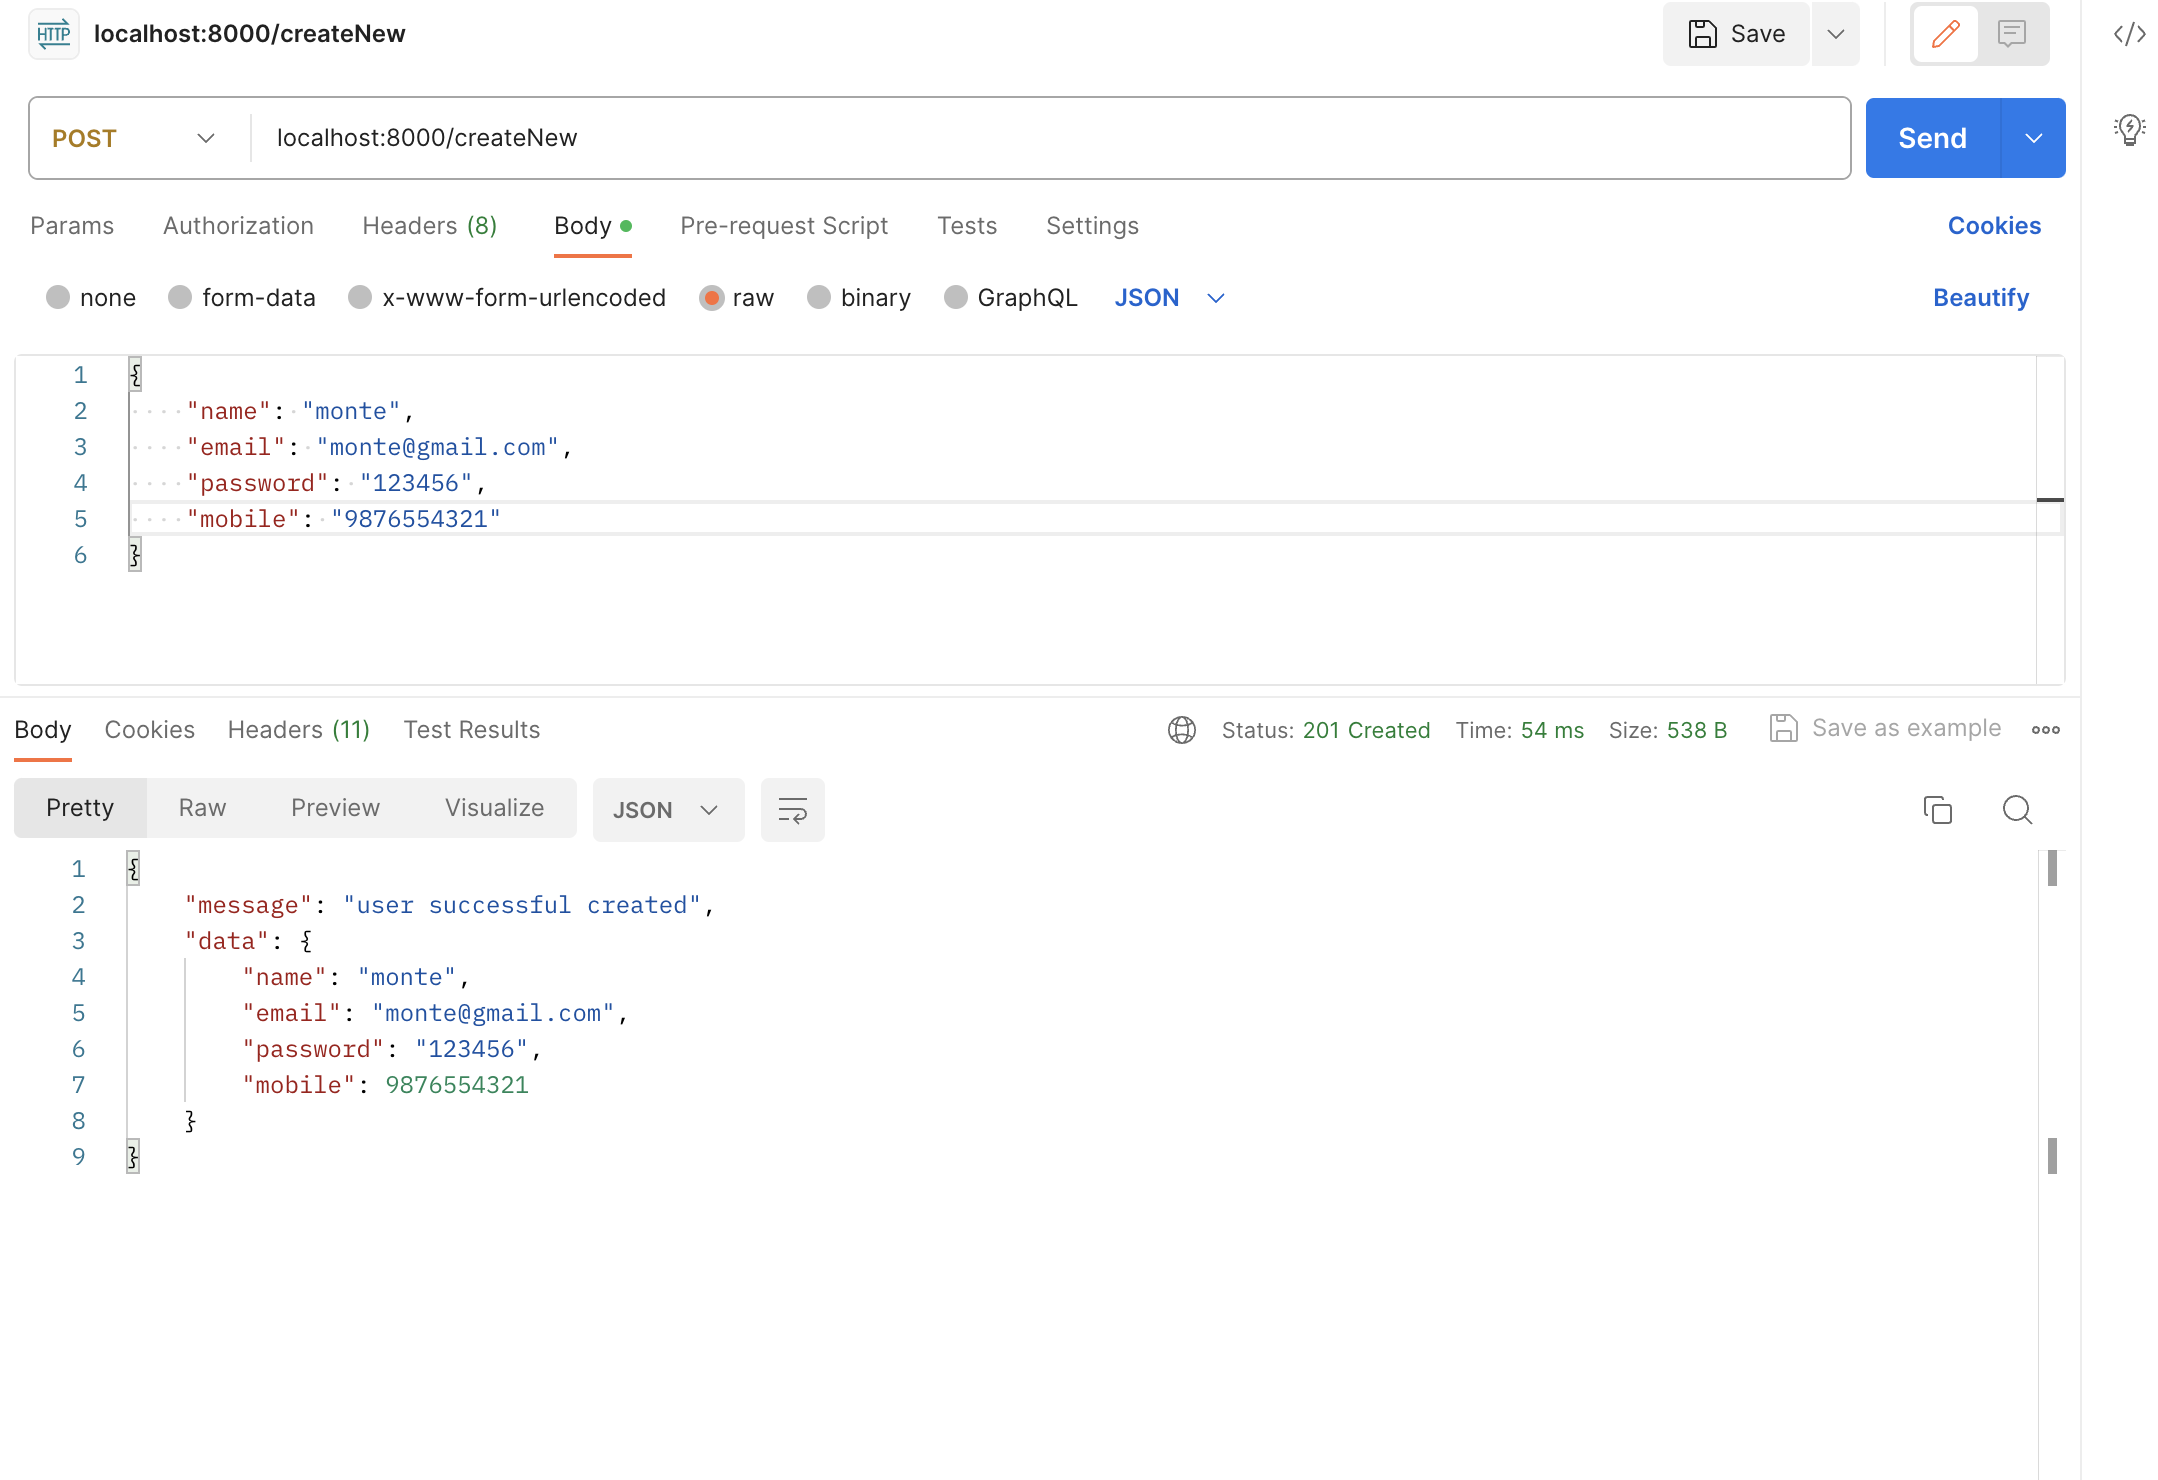 HTTP localhost:8000/createNew Save
POST localhost:8000/createNew Send
Params Authorization Headers (8) Body Pre-request Script Tests Settings Cookies
none form-data x-www-form-urlencoded raw binary GraphQL JSON Beautify
1 {
2 "name": "monte",
3 "email": "monte@gmail.com",
4 "password": "123456",
5 "mobile": "9876554321"
6 }
Body Cookies Headers (11) Test Results Status: 201 Created Time: 54 ms Size: 538 B Save as example
Pretty Raw Preview Visualize JSON
1 {
2 "message": "user successful created",
3 "data": {
4 "name": "monte",
5 "email": "monte@gmail.com",
6 "password": "123456",
7 "mobile": 9876554321
8 }
9 }